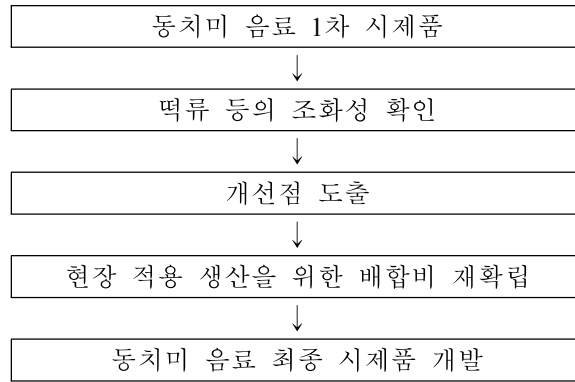 동치미 음료 1차 시제품
↓
떡류 등의 조화성 확인
↓
개선점 도출
↓
현장 적용 생산을 위한 배합비 재확립
↓
동치미 음료 최종 시제품 개발